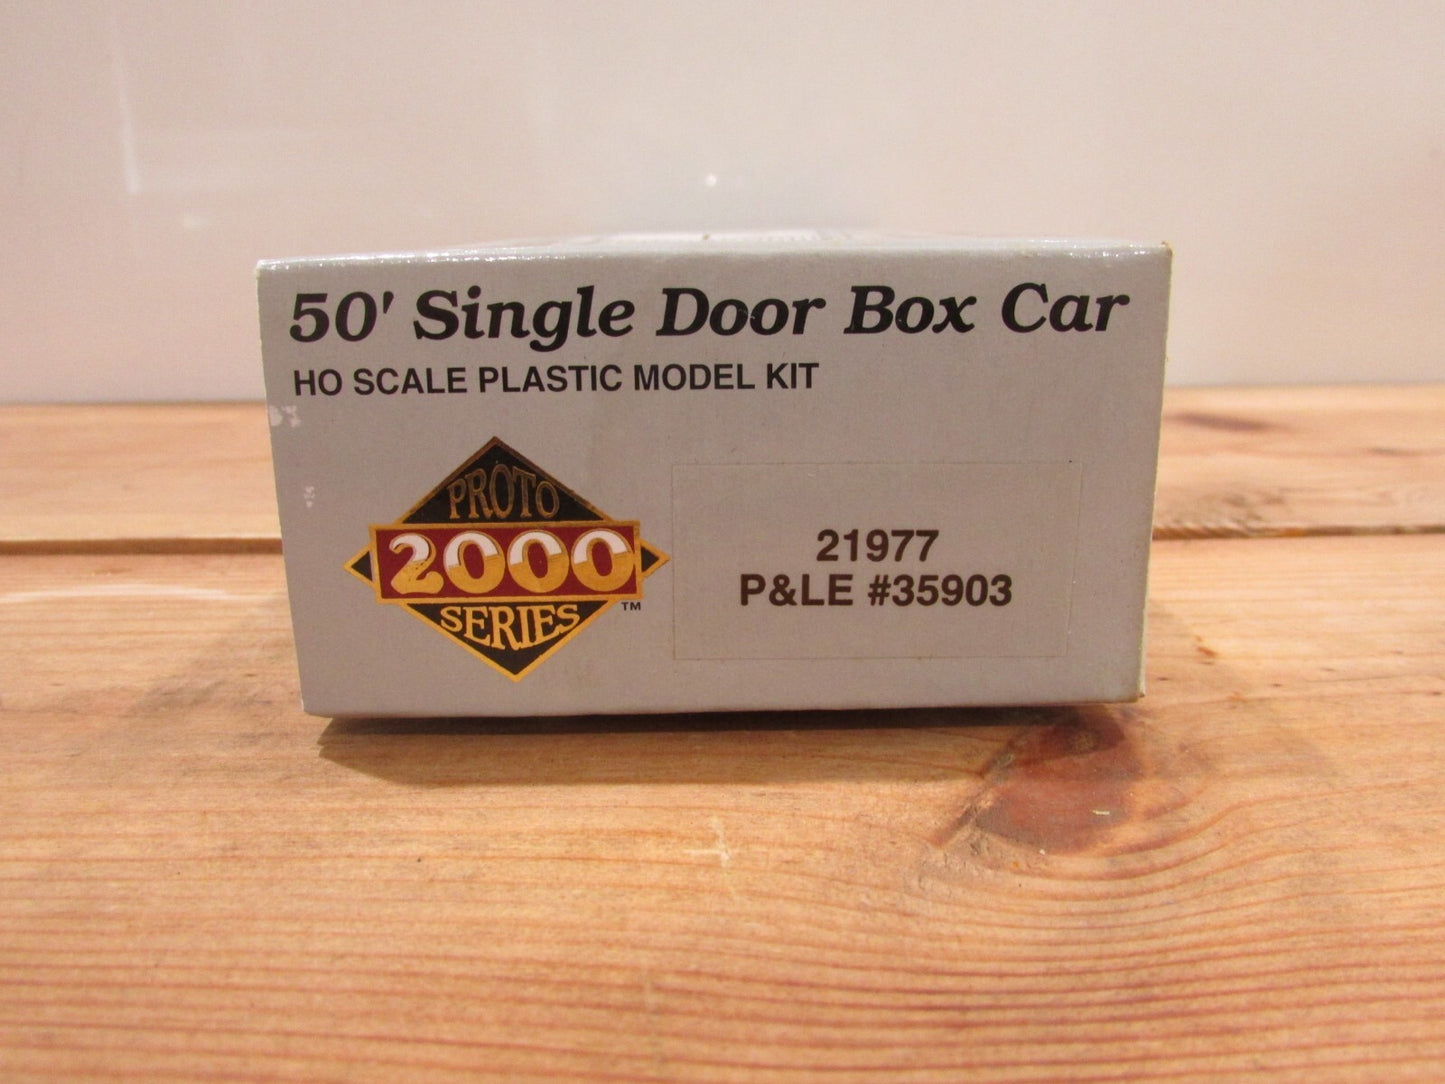 50' Single Door Box Car
HO SCALE PLASTIC MODEL KIT
PROTO
2000
SERIES
™
21977
P&LE #35903